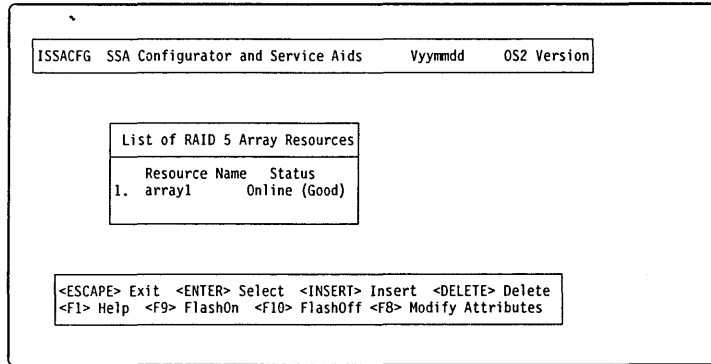 ISSACFG SSA Configurator and Service Aids Vyymmdd OS2 Version
List of RAID 5 Array Resources
Resource Name Status
1. array1 Online (Good)
<ESCAPE> Exit <ENTER> Select <INSERT> Insert <DELETE> Delete
<F1> Help <F9> FlashOn <F10> FlashOff <F8> Modify Attributes